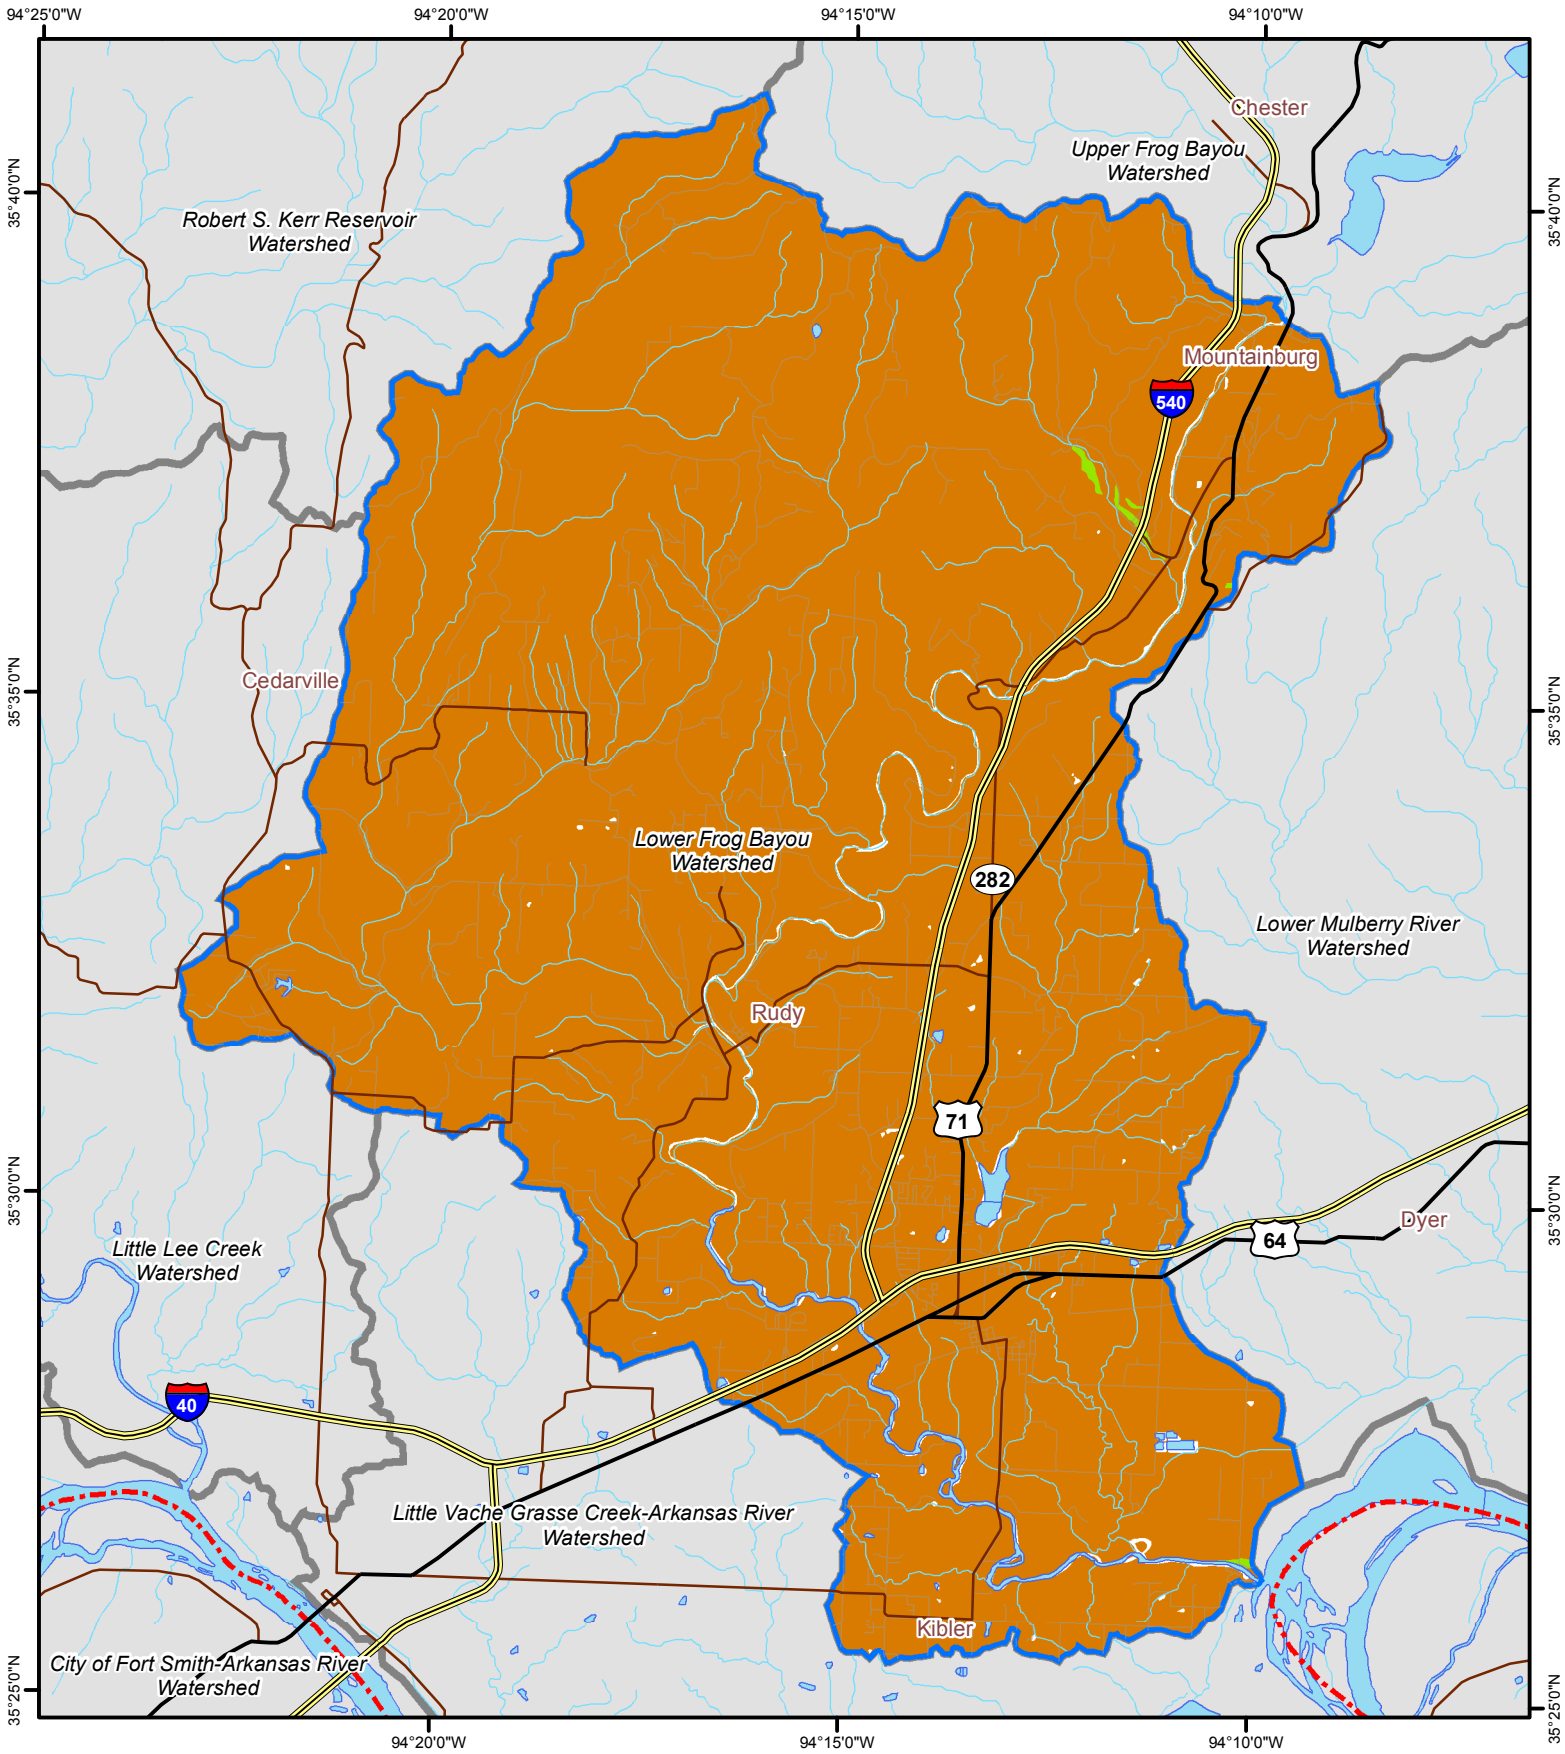 94°25'0"W
94°20'0"W
94°15'0"W
94°10'0"W
Chester
Upper Frog Bayou
Watershed
35°40'0"N
35°40'0"N
Robert S. Kerr Reservoir
Watershed
Mountainburg
540
Cedarville
35°35'0"N
35°35'0"N
Lower Frog Bayou
Watershed
282
Lower Mulberry River
Watershed
Rudy
71
35°30'0"N
35°30'0"N
Dyer
64
Little Lee Creek
Watershed
40
Little Vache Grasse Creek-Arkansas River
Watershed
Kibler
City of Fort Smith-Arkansas River
Watershed
35°25'0"N
35°25'0"N
94°20'0"W
94°15'0"W
94°10'0"W